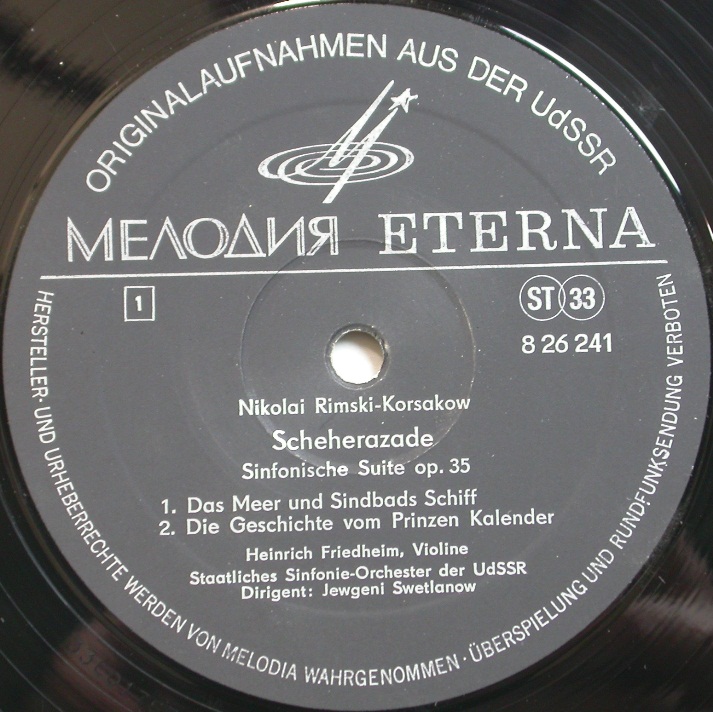 ORIGINALAUFNAHMEN AUS DER UdSSR
МЕЛОДИЯ ETERNA
1
ST 33
8 26 241
Nikolai Rimski-Korsakow
Scheherazade
Sinfonische Suite op. 35
1. Das Meer und Sindbads Schiff
2. Die Geschichte vom Prinzen Kalender
Heinrich Friedheim, Violine
Staatliches Sinfonie-Orchester der UdSSR
Dirigent: Jewgeni Swetlanow
HERSTELLER- UND URHEBERRECHTE WERDEN VON MELODIA WAHRGENOMMEN · ÜBERSPIELUNG UND RUNDFUNKSENDUNG VERBOTEN